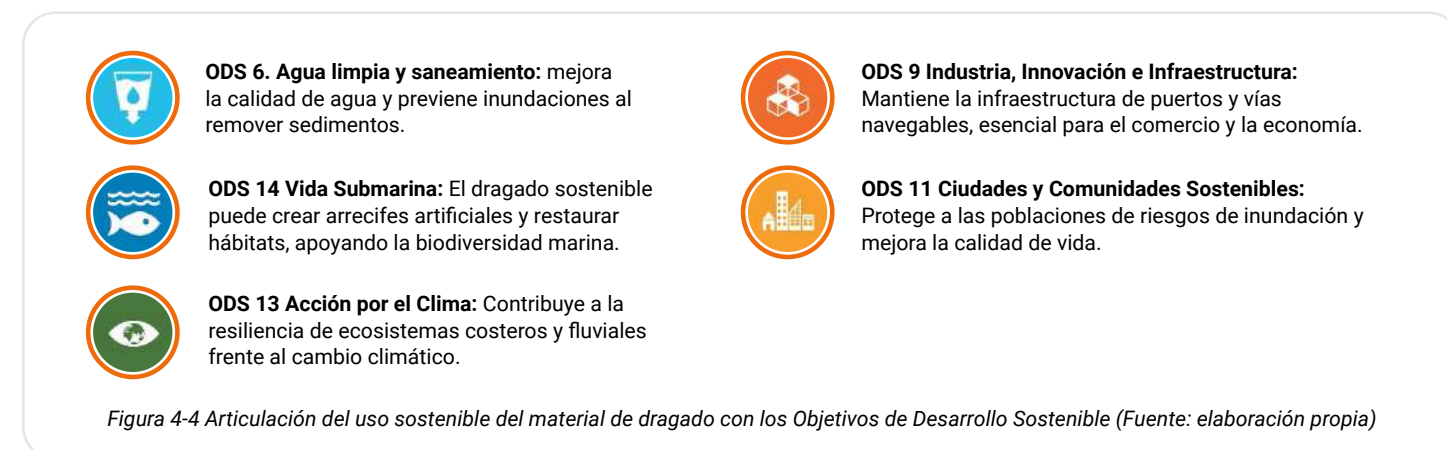 ODS 6. Agua limpia y saneamiento: mejora
la calidad de agua y previene inundaciones al
remover sedimentos.
ODS 14 Vida Submarina: El dragado sostenible
puede crear arrecifes artificiales y restaurar
hábitats, apoyando la biodiversidad marina.
ODS 13 Acción por el Clima: Contribuye a la
resiliencia de ecosistemas costeros y fluviales
frente al cambio climático.
ODS 9 Industria, Innovación e Infraestructura:
Mantiene la infraestructura de puertos y vías
navegables, esencial para el comercio y la economía.
ODS 11 Ciudades y Comunidades Sostenibles:
Protege a las poblaciones de riesgos de inundación y
mejora la calidad de vida.
Figura 4-4 Articulación del uso sostenible del material de dragado con los Objetivos de Desarrollo Sostenible (Fuente: elaboración propia)